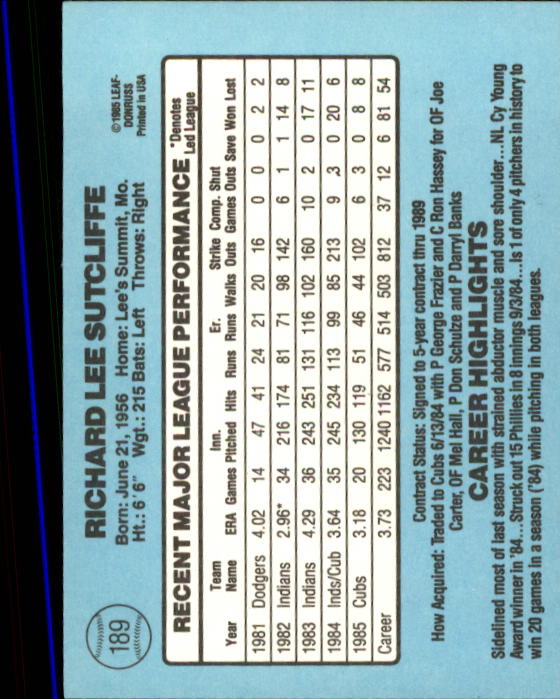 189
RICHARD LEE SUTCLIFFE
Born: June 21, 1956 Home: Lee's Summit, Mo.
Ht.: 6'6" Wgt.: 215 Bats: Left Throws: Right
©1985 LEAF-
DONRUSS
Printed in USA
RECENT MAJOR LEAGUE PERFORMANCE *Denotes
Led League
Team Inn. Er. Strike Comp. Shut
Year Name ERA Games Pitched Hits Runs Runs Walks Outs Games Outs Save Won Lost
1981 Dodgers 4.02 14 47 41 24 21 20 16 0 0 0 2 2
1982 Indians 2.96* 34 216 174 81 71 98 142 6 1 1 14 8
1983 Indians 4.29 36 243 251 131 116 102 160 10 2 0 17 11
1984 Inds/Cub 3.64 35 245 234 113 99 85 213 9 3 0 20 6
1985 Cubs 3.18 20 130 119 51 46 44 102 6 3 0 8 8
Career 3.73 223 1240 1162 577 514 503 812 37 12 6 81 54
Contract Status: Signed to 5-year contract thru 1989
How Acquired: Traded to Cubs 6/13/84 with P George Frazier and C Ron Hassey for OF Joe
Carter, OF Mel Hall, P Don Schulze and P Darryl Banks
CAREER HIGHLIGHTS
Sidelined most of last season with strained abductor muscle and sore shoulder...NL Cy Young
Award winner in '84...Struck out 15 Phillies in 8 innings 9/3/84...Is 1 of only 4 pitchers in history to
win 20 games in a season ('84) while pitching in both leagues.